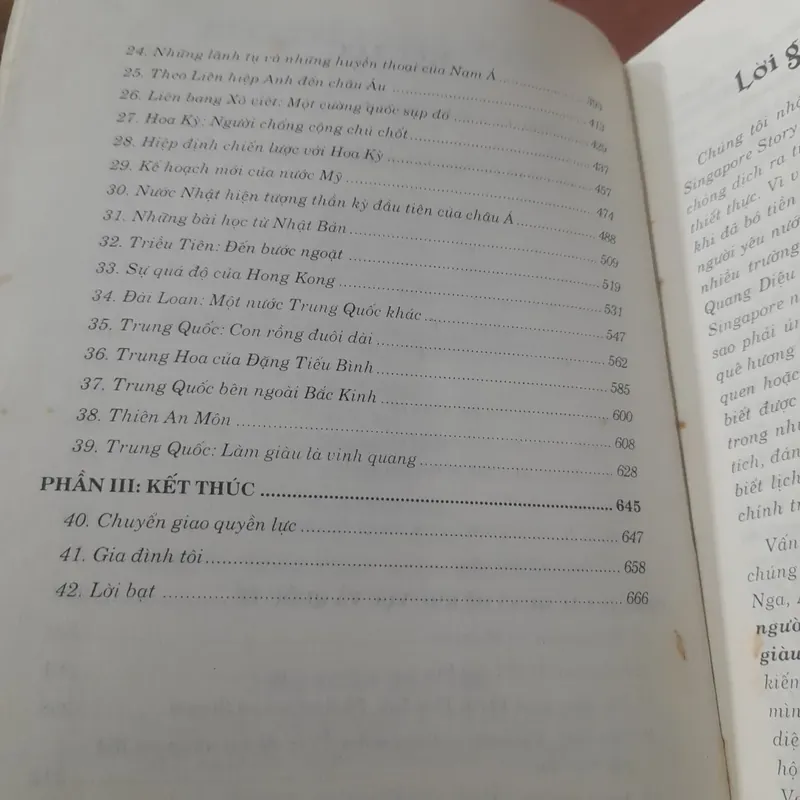 24. Những lãnh tụ và những huyền thoại của Nam Á ... 395
25. Theo Liên hiệp Anh đến châu Âu ... 413
26. Liên bang Xô viết: Một cường quốc sụp đổ ... 429
27. Hoa Kỳ: Người chống cộng chủ chốt ... 437
28. Hiệp định chiến lược với Hoa Kỳ ... 457
29. Kế hoạch mới của nước Mỹ ... 474
30. Nước Nhật hiện tượng thần kỳ đầu tiên của châu Á ... 488
31. Những bài học từ Nhật Bản ... 509
32. Triều Tiên: Đến bước ngoặt ... 519
33. Sự quá độ của Hong Kong ... 531
34. Đài Loan: Một nước Trung Quốc khác ... 547
35. Trung Quốc: Con rồng đuôi dài ... 562
36. Trung Hoa của Đặng Tiểu Bình ... 585
37. Trung Quốc bên ngoài Bắc Kinh ... 600
38. Thiên An Môn ... 608
39. Trung Quốc: Làm giàu là vinh quang ... 628
PHẦN III: KẾT THÚC ... 645
40. Chuyển giao quyền lực ... 647
41. Gia đình tôi ... 658
42. Lời bạt ... 666
Lời g
Chúng tôi nhậ
Singapore Story
chóng dịch ra t
thiết thực. Vì v
khi đã bỏ tiền
người yêu nướ
nhiều trường
Quang Diệu
Singapore n
sao phải ủn
quê hương
quen hoặc
biết được
trong nhu
tích, đán
biết lịch
chính tr
Vấn
chúng
Nga,
ngườ
giàu
kiến
mìn
diệ
hộ